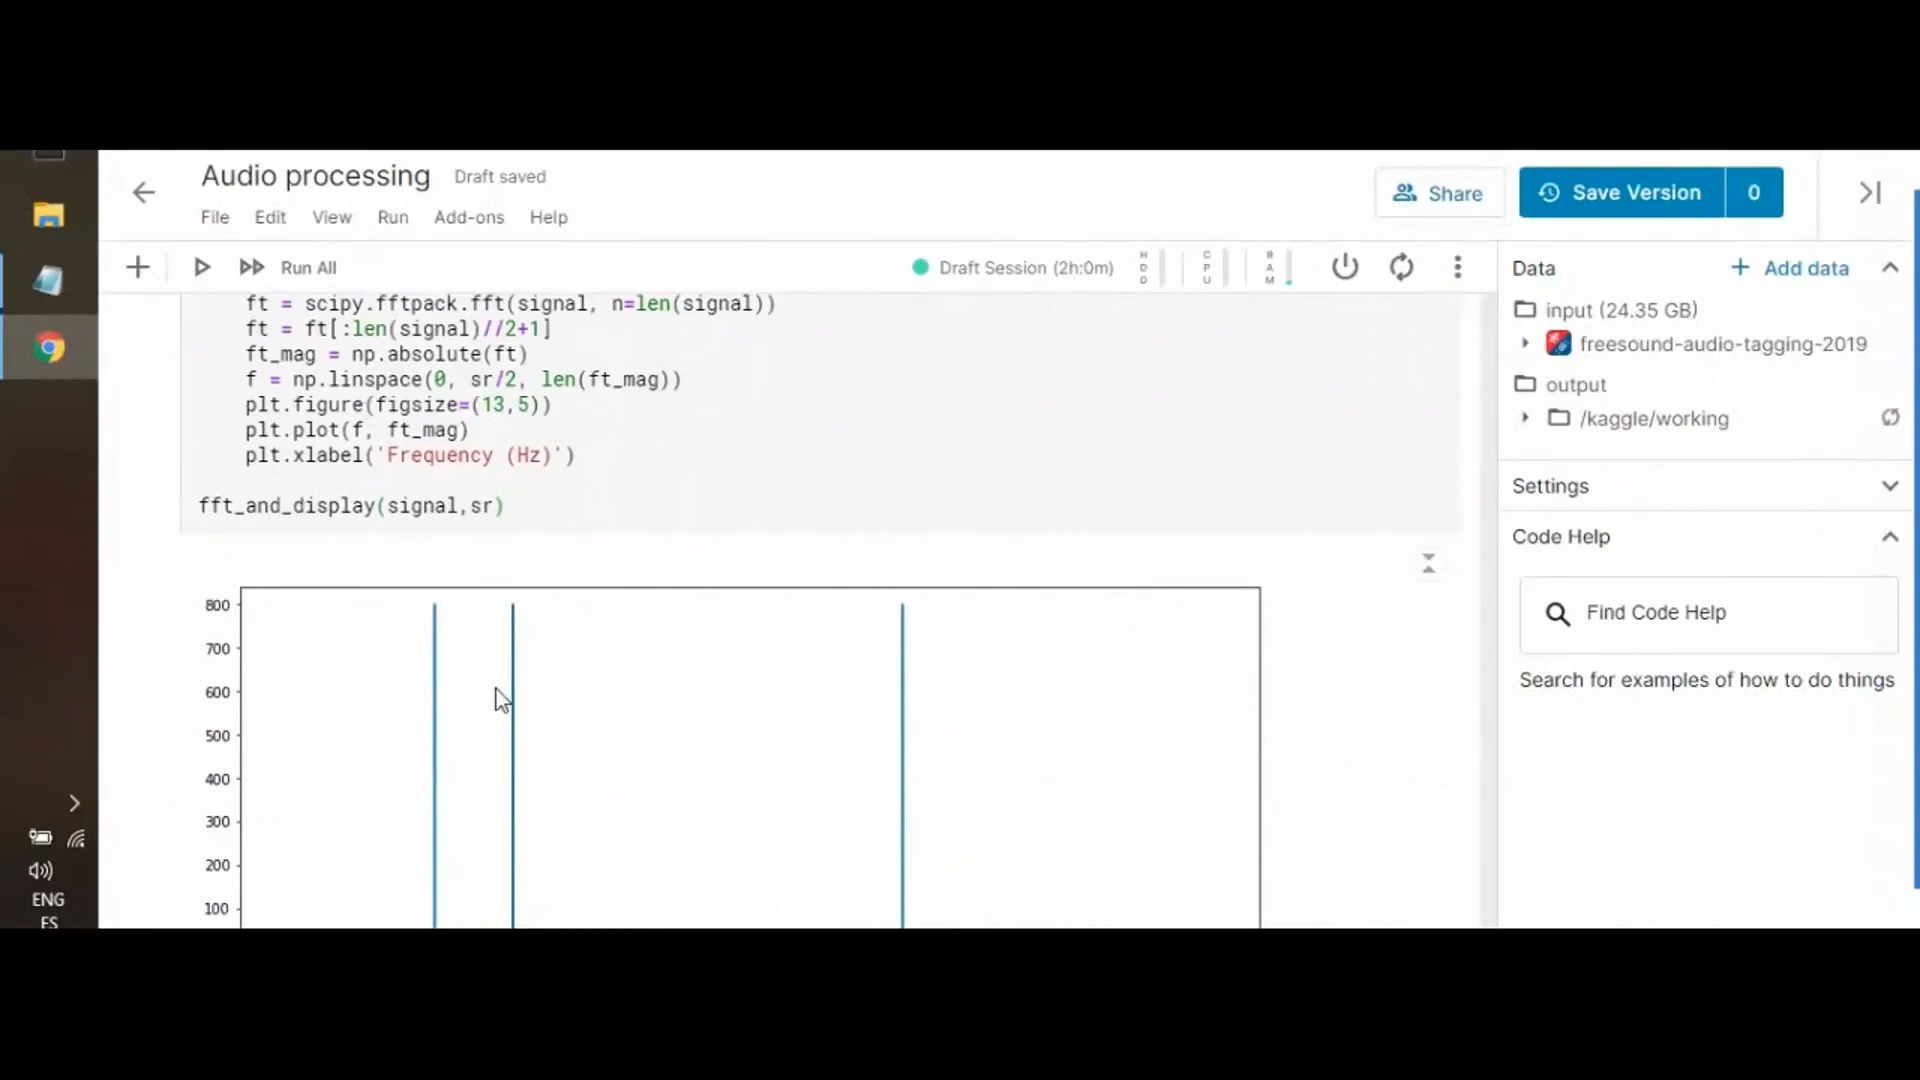 Audio processing Draft saved
File Edit View Run Add-ons Help
Share
Save Version 0
Run All
Draft Session (2h:0m)
HDD
CPU
RAM
ft = scipy.fftpack.fft(signal, n=len(signal))
ft = ft[:len(signal)//2+1]
ft_mag = np.absolute(ft)
f = np.linspace(0, sr/2, len(ft_mag))
plt.figure(figsize=(13,5))
plt.plot(f, ft_mag)
plt.xlabel('Frequency (Hz)')
fft_and_display(signal,sr)
800
700
600
500
400
300
200
100
Data
+ Add data
input (24.35 GB)
freesound-audio-tagging-2019
output
/kaggle/working
Settings
Code Help
Find Code Help
Search for examples of how to do things
ENG
ES